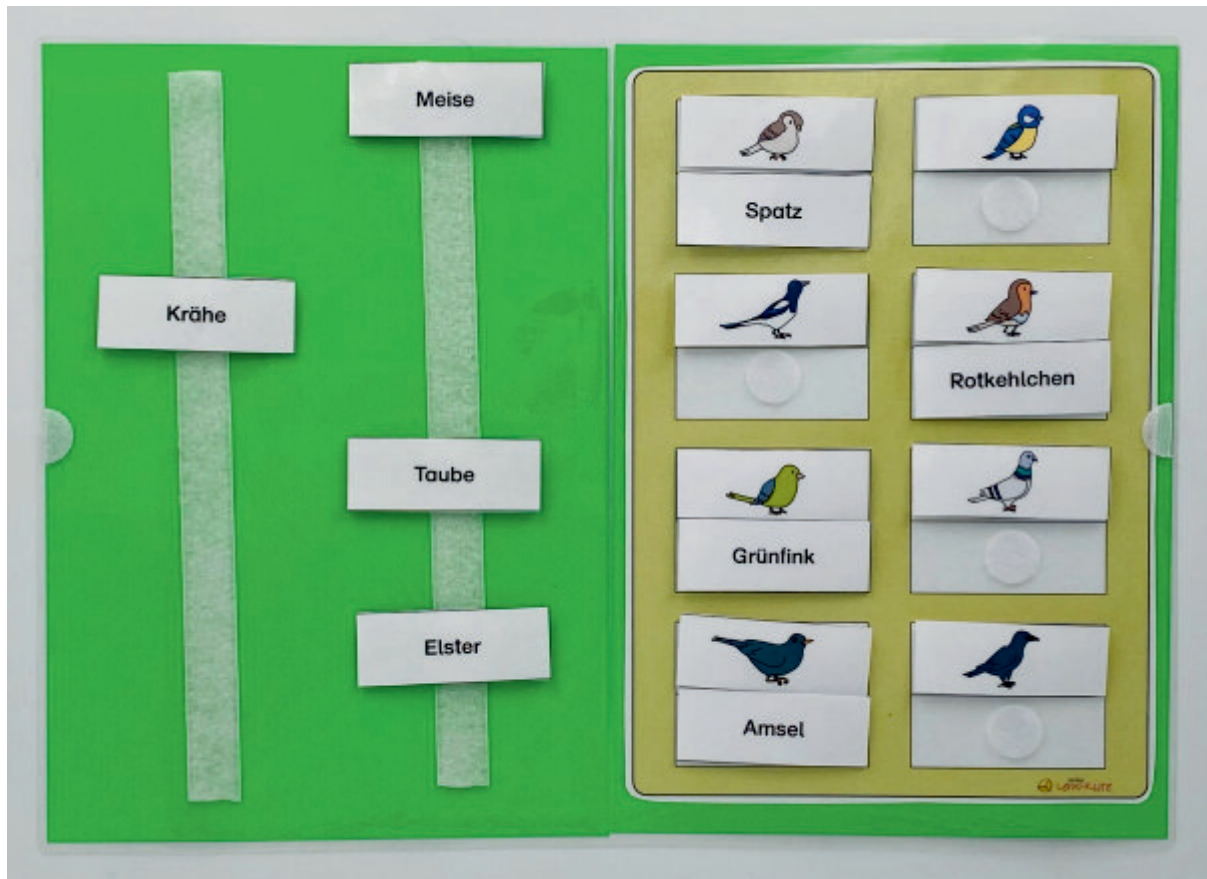 Meise
Krähe
Taube
Elster
Spatz
Rotkehlchen
Grünfink
Amsel